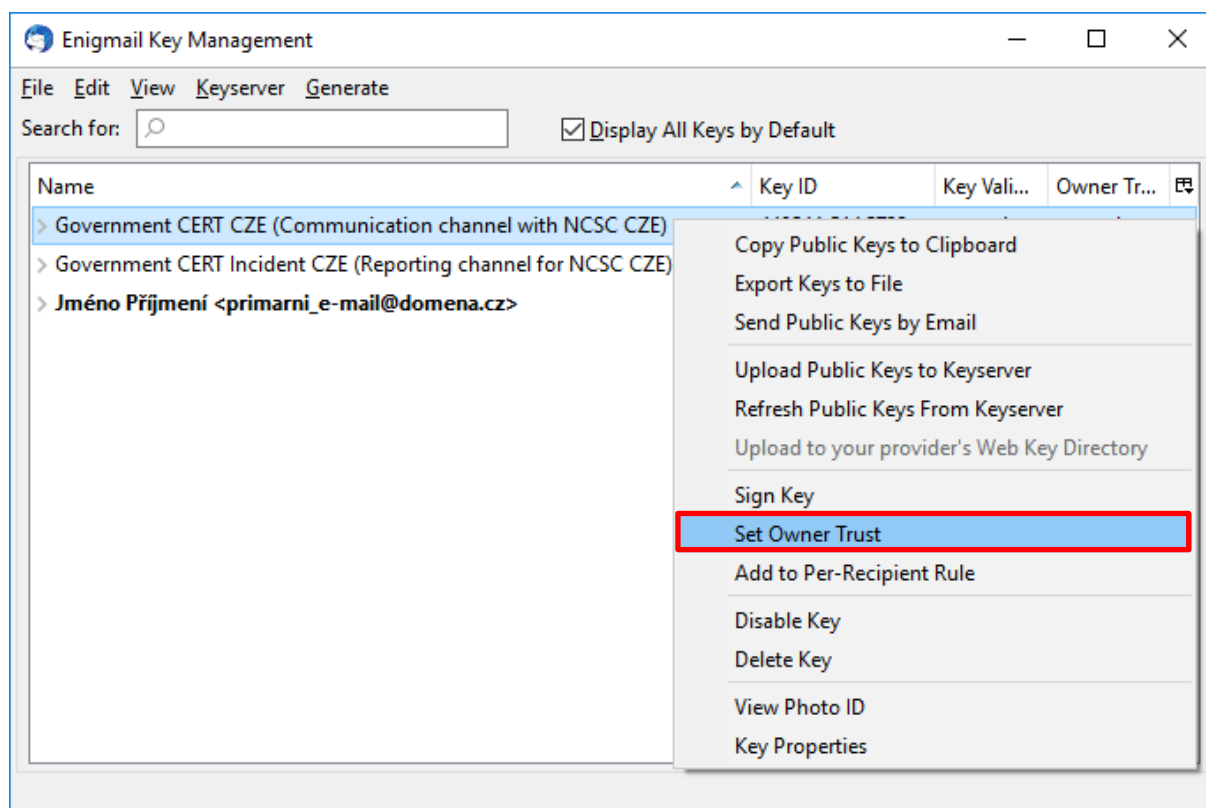 Enigmail Key Management
File Edit View Keyserver Generate
Search for: Display All Keys by Default
Name Key ID Key Vali... Owner Tr...
Government CERT CZE (Communication channel with NCSC CZE)
Government CERT Incident CZE (Reporting channel for NCSC CZE)
Jméno Příjmení <primarni_e-mail@domena.cz>
Copy Public Keys to Clipboard
Export Keys to File
Send Public Keys by Email
Upload Public Keys to Keyserver
Refresh Public Keys From Keyserver
Upload to your provider's Web Key Directory
Sign Key
Set Owner Trust
Add to Per-Recipient Rule
Disable Key
Delete Key
View Photo ID
Key Properties